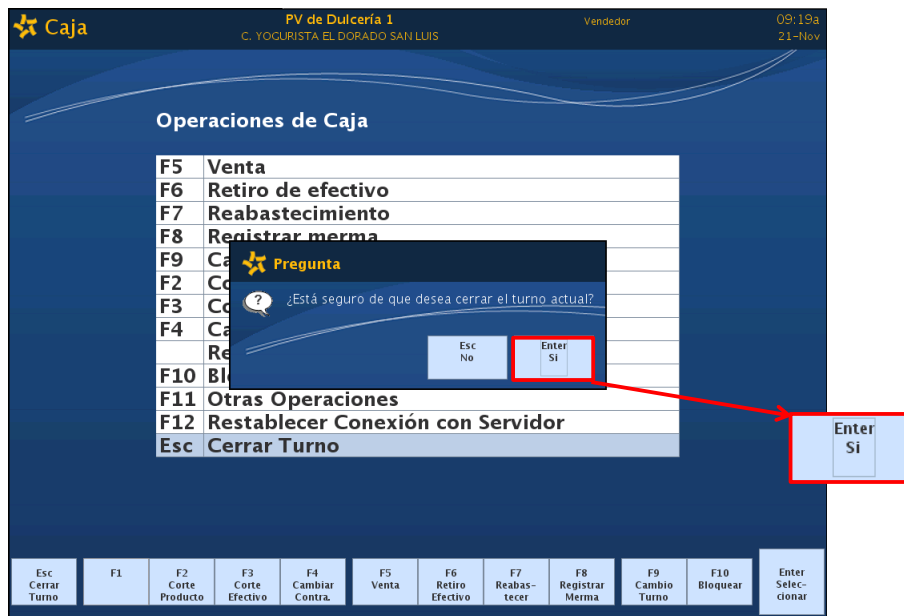 Caja
PV de Dulcería 1
C. YOGURISTA EL DORADO SAN LUIS
Vendedor
09:19a
21-Nov
Operaciones de Caja
F5 Venta
F6 Retiro de efectivo
F7 Reabastecimiento
F8 Registrar merma
F9 Ca
F2 Co
F3 Co
F4 Ca
Re
F10 Bl
F11 Otras Operaciones
F12 Restablecer Conexión con Servidor
Esc Cerrar Turno
Pregunta
¿Está seguro de que desea cerrar el turno actual?
Esc
No
Enter
Si
Enter
Si
Esc
Cerrar
Turno
F1
F2
Corte
Producto
F3
Corte
Efectivo
F4
Cambiar
Contra.
F5
Venta
F6
Retiro
Efectivo
F7
Reabas-
tecer
F8
Registrar
Merma
F9
Cambio
Turno
F10
Bloquear
Enter
Selec-
cionar